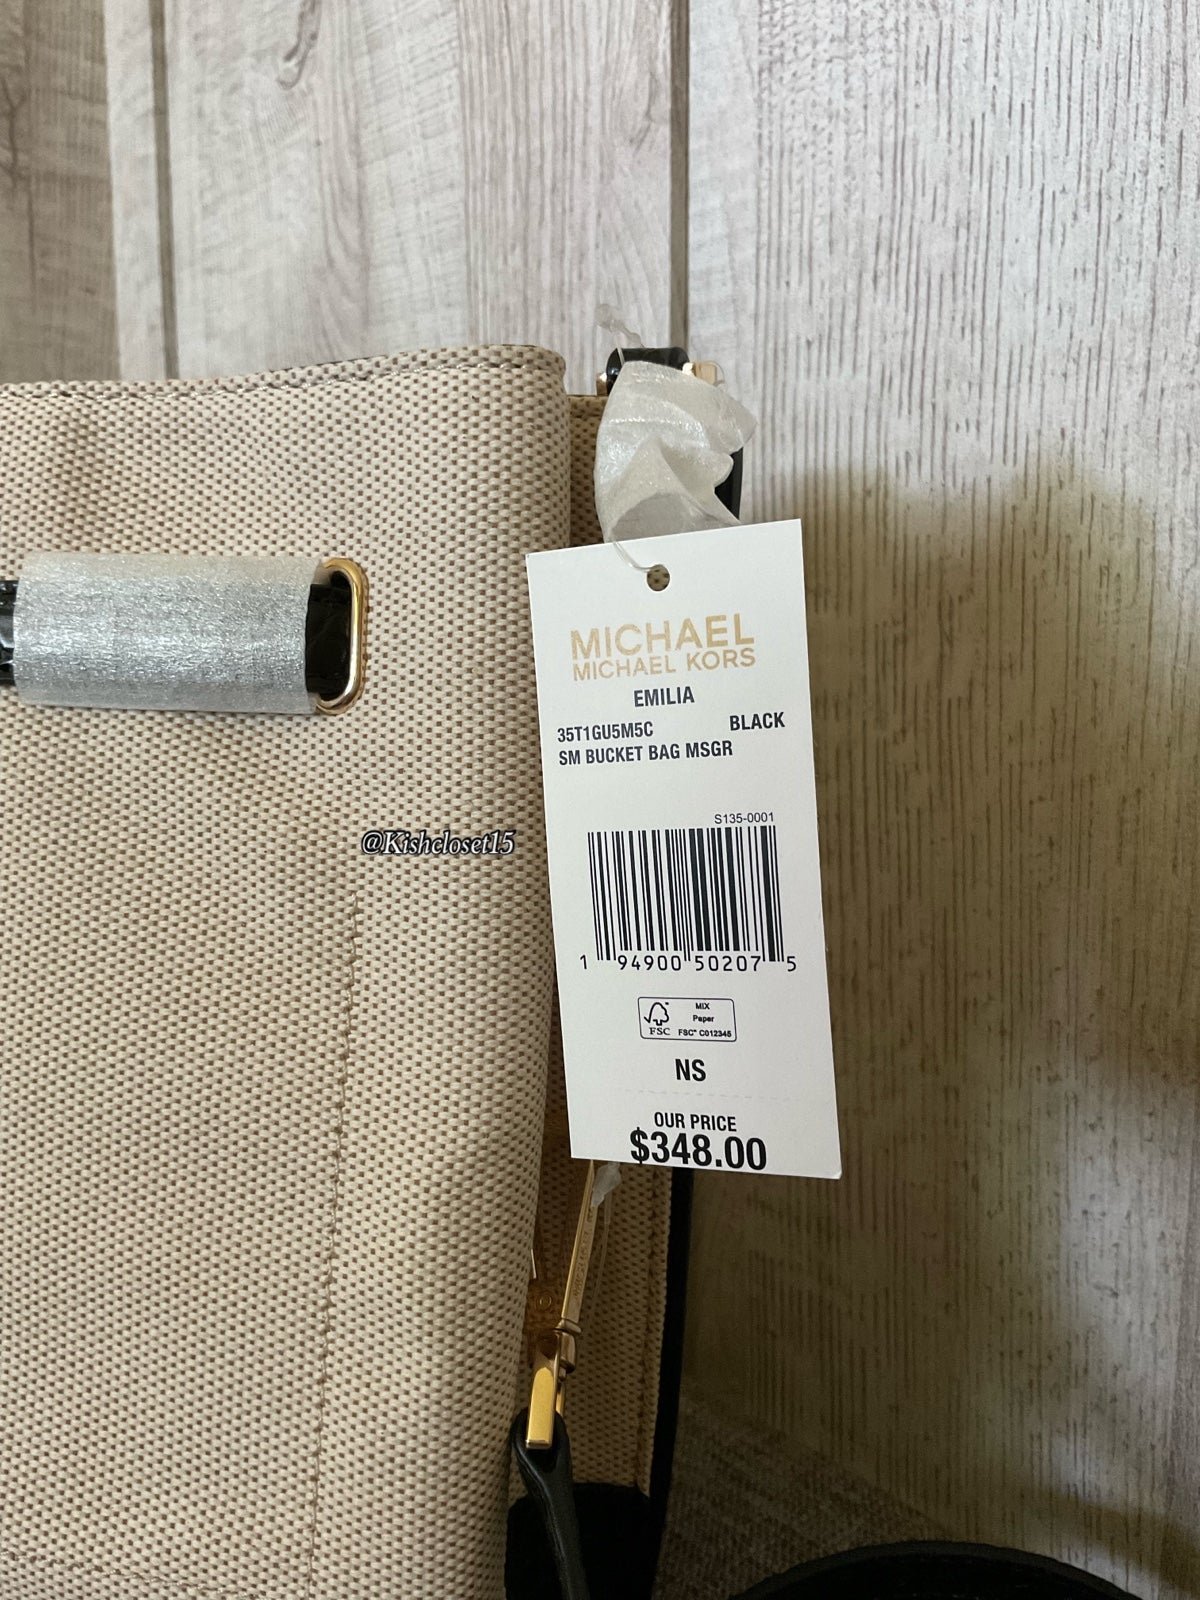 MICHAEL
MICHAEL KORS
EMILIA
35T1GU5M5C BLACK
SM BUCKET BAG MSGR
@Kishcloset15
S135-0001
1 94900 50207 5
MIX
Paper
FSC FSC™ C012345
NS
OUR PRICE
$348.00